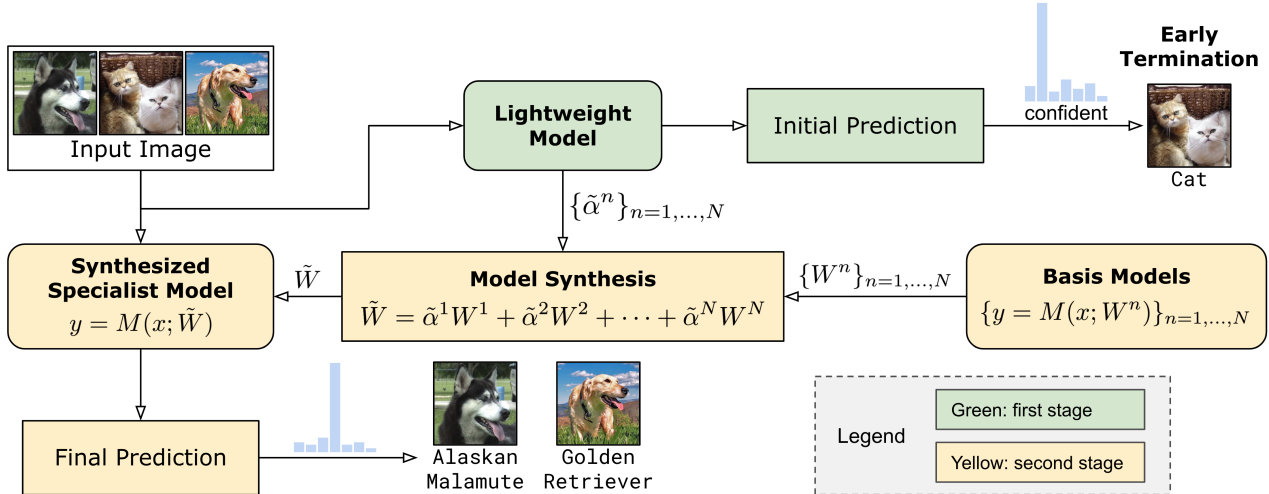 Early
Termination
Input Image
Lightweight
Model
Initial Prediction
confident
Cat
{α̃ⁿ}ₙ₌₁,...,N
Synthesized
Specialist Model
y = M(x; W̃)
W̃
Model Synthesis
W̃ = α̃¹W¹ + α̃²W² + ··· + α̃ᴺWᴺ
{Wⁿ}ₙ₌₁,...,N
Basis Models
{y = M(x; Wⁿ)}ₙ₌₁,...,N
Final Prediction
Alaskan
Malamute
Golden
Retriever
Legend
Green: first stage
Yellow: second stage